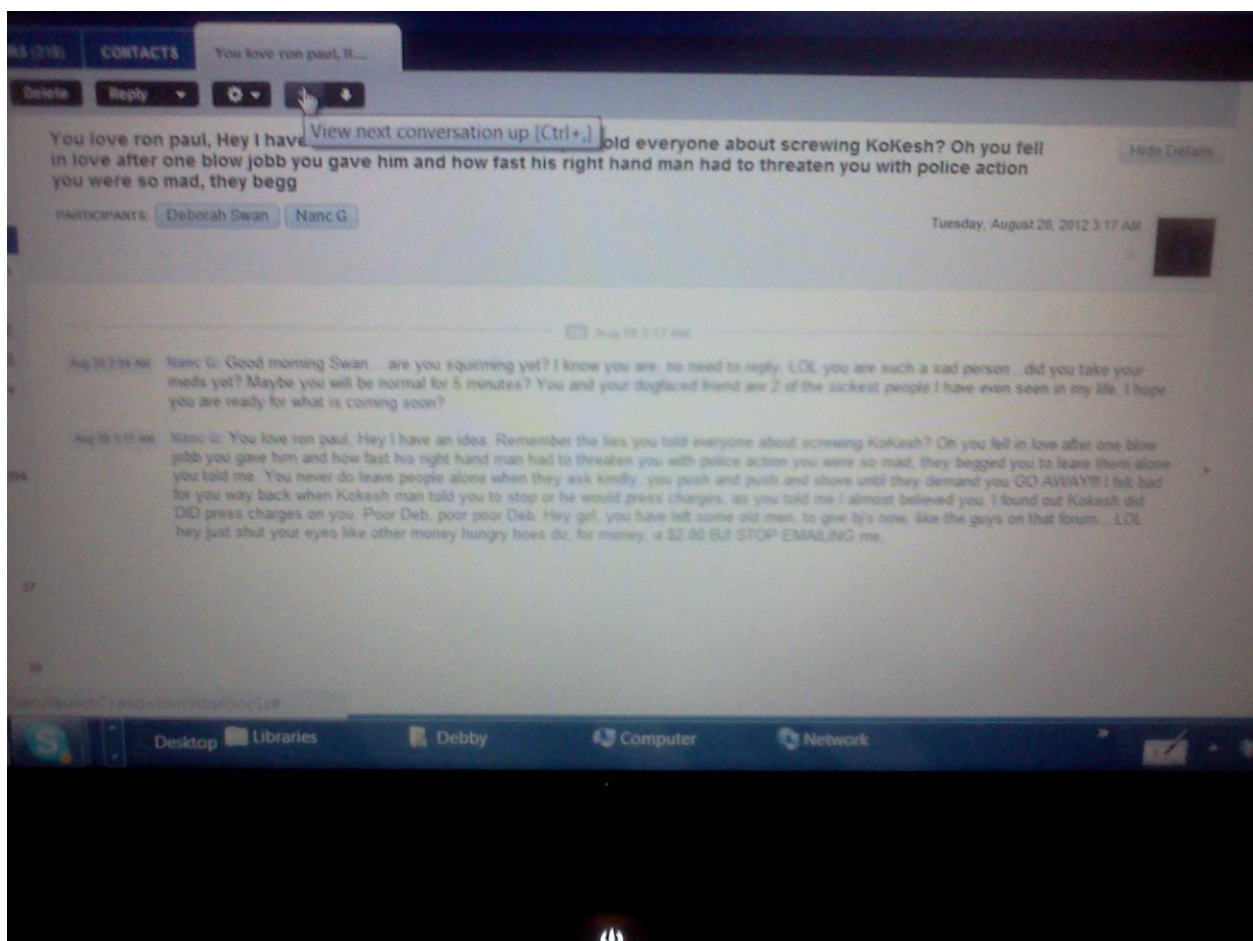 (319)
CONTACTS
You love ron paul, H...
Delete
Reply
View next conversation up [Ctrl+,]
You love ron paul, Hey I have old everyone about screwing KoKesh? Oh you fell
in love after one blow jobb you gave him and how fast his right hand man had to threaten you with police action
you were so mad, they begg
Hide Details
PARTICIPANTS: Deborah Swan Nanc G
Tuesday, August 28, 2012 3:17 AM
Aug 28 3:17 AM
Nanc G: Good morning Swan... are you squirming yet? I know you are, no need to reply. LOL you are such a sad person... did you take your
meds yet? Maybe you will be normal for 5 minutes? You and your dogfaced friend are 2 of the sickest people I have even seen in my life. I hope
you are ready for what is coming soon?
Aug 28 3:17 AM Nanc G: You love ron paul, Hey I have an idea. Remember the lies you told everyone about screwing KoKesh? Oh you fell in love after one blow
jobb you gave him and how fast his right hand man had to threaten you with police action you were so mad, they begged you to leave them alone
you told me. You never do leave people alone when they ask kindly, you push and push and shove until they demand you GO AWAY!!! I felt bad
for you way back when Kokesh man told you to stop or he would press charges, as you told me I almost believed you. I found out Kokesh did
DID press charges on you. Poor Deb, poor poor Deb. Hey girl, you have left some old men, to give bj's now, like the guys on that forum....LOL
hey just shut your eyes like other money hungry hoes do, for money, a $2.00 BJ! STOP EMAILING me.
37
39
Desktop
Libraries
Debby
Computer
Network